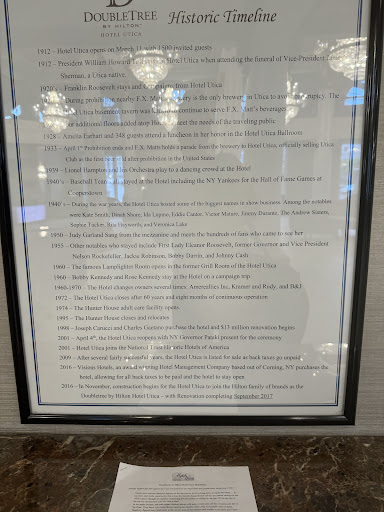 D
DOUBLETREE
BY HILTON
HOTEL UTICA
Historic Timeline
1912 – Hotel Utica opens on March 11 with 1500 invited guests
1912 – President William Howard Hotel Utica when attending the funeral of Vice-President
Sherman, a Utica native.
1920's – Franklin Roosevelt stays and from Hotel Utica
During prohibition nearby F.X. Matt Brewery is the only brewery in Utica to avoid bankruptcy. The
Utica basement tavern was to continue to serve F.X. Matt's beverages
additional floors added atop the meet the needs of the traveling public
1928 – Amelia Earhart and 348 guests attend a luncheon in her honor in the Hotel Utica Ballroom
1933 – April Prohibition ends and F.X. Matt holds a parade from the brewery to Hotel Utica, officially selling Utica
Club as the first beer sold after prohibition in the United States
1939 – Lionel Hampton and his Orchestra play to a dancing crowd at the Hotel
1940's – Baseball Teams stayed at the Hotel including the NY Yankees for the Hall of Fame Games at
Cooperstown
1940's – During the war years, the Hotel Utica hosted some of the biggest names in show business. Among the notables
were Kate Smith, Dinah Shore, Ida Lupino, Eddie Cantor, Victor Mature, Jimmy Durante, The Andrew Sisters,
Sophie Tucker, Rita Hayworth, and Veronica Lake
1950 – Judy Garland Sang from the mezzanine and meets the hundreds of fans who came to see her
1955 – Other notables who stayed include First Lady Eleanor Roosevelt, former Governor and Vice President
Nelson Rockefeller, Jackie Robinson, Bobby Darrin, and Johnny Cash
1960 – The famous Lamplighter Room opens in the former Grill Room of the Hotel Utica
1960 – Bobby Kennedy and Rose Kennedy stay at the Hotel on a campaign trip
1960-1970 – The Hotel changes owners several times: Amerealties Inc, Kramer and Rudy, and B&J
1972 – The Hotel Utica closes after 60 years and eight months of continuous operation
1974 – The Hunter House adult care facility opens
1995 – The Hunter House closes and relocates
1998 – Joseph Carucci and Charles Gaetano purchase the hotel and $13 million renovation begins
2001 – April 4th, the Hotel Utica reopens with NY Governor Pataki present for the ceremony
2001 – Hotel Utica joins the National Trust Historic Hotels of America
2009 – After several fairly successful years, the Hotel Utica is listed for sale as back taxes go unpaid
2016 – Visions Hotels, an award winning Hotel Management Company based out of Corning, NY purchases the
hotel, allowing for all back taxes to be paid and the hotel to stay open
2016 – In November, construction begins for the Hotel Utica to join the Hilton family of brands as the
Doubletree by Hilton Hotel Utica – with Renovation completing September 2017